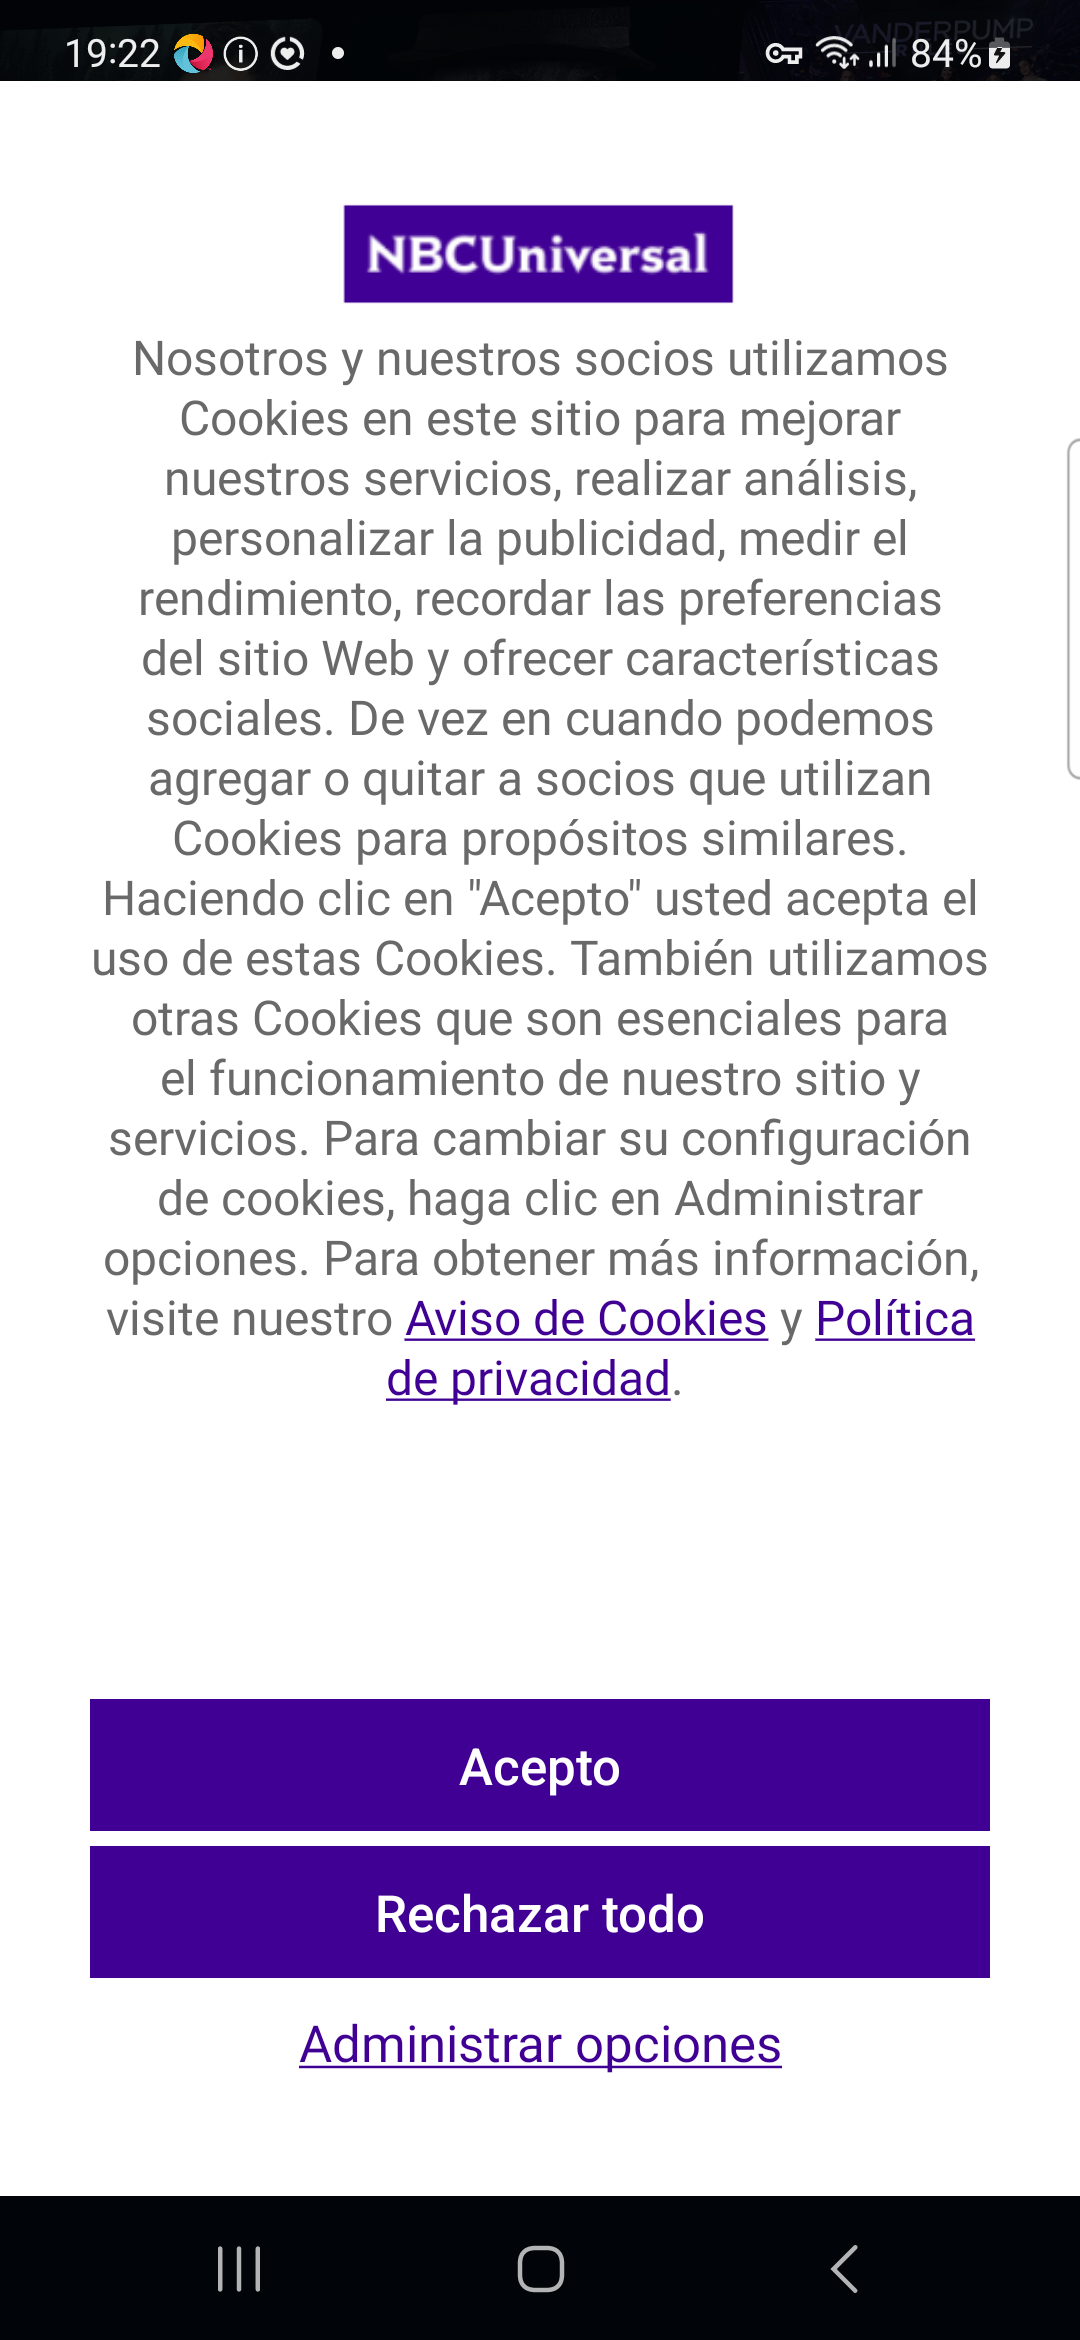 19:22
84%
VANDERPUMP
NBCUniversal
Nosotros y nuestros socios utilizamos
Cookies en este sitio para mejorar
nuestros servicios, realizar análisis,
personalizar la publicidad, medir el
rendimiento, recordar las preferencias
del sitio Web y ofrecer características
sociales. De vez en cuando podemos
agregar o quitar a socios que utilizan
Cookies para propósitos similares.
Haciendo clic en "Acepto" usted acepta el
uso de estas Cookies. También utilizamos
otras Cookies que son esenciales para
el funcionamiento de nuestro sitio y
servicios. Para cambiar su configuración
de cookies, haga clic en Administrar
opciones. Para obtener más información,
visite nuestro Aviso de Cookies y Política
de privacidad.
Acepto
Rechazar todo
Administrar opciones